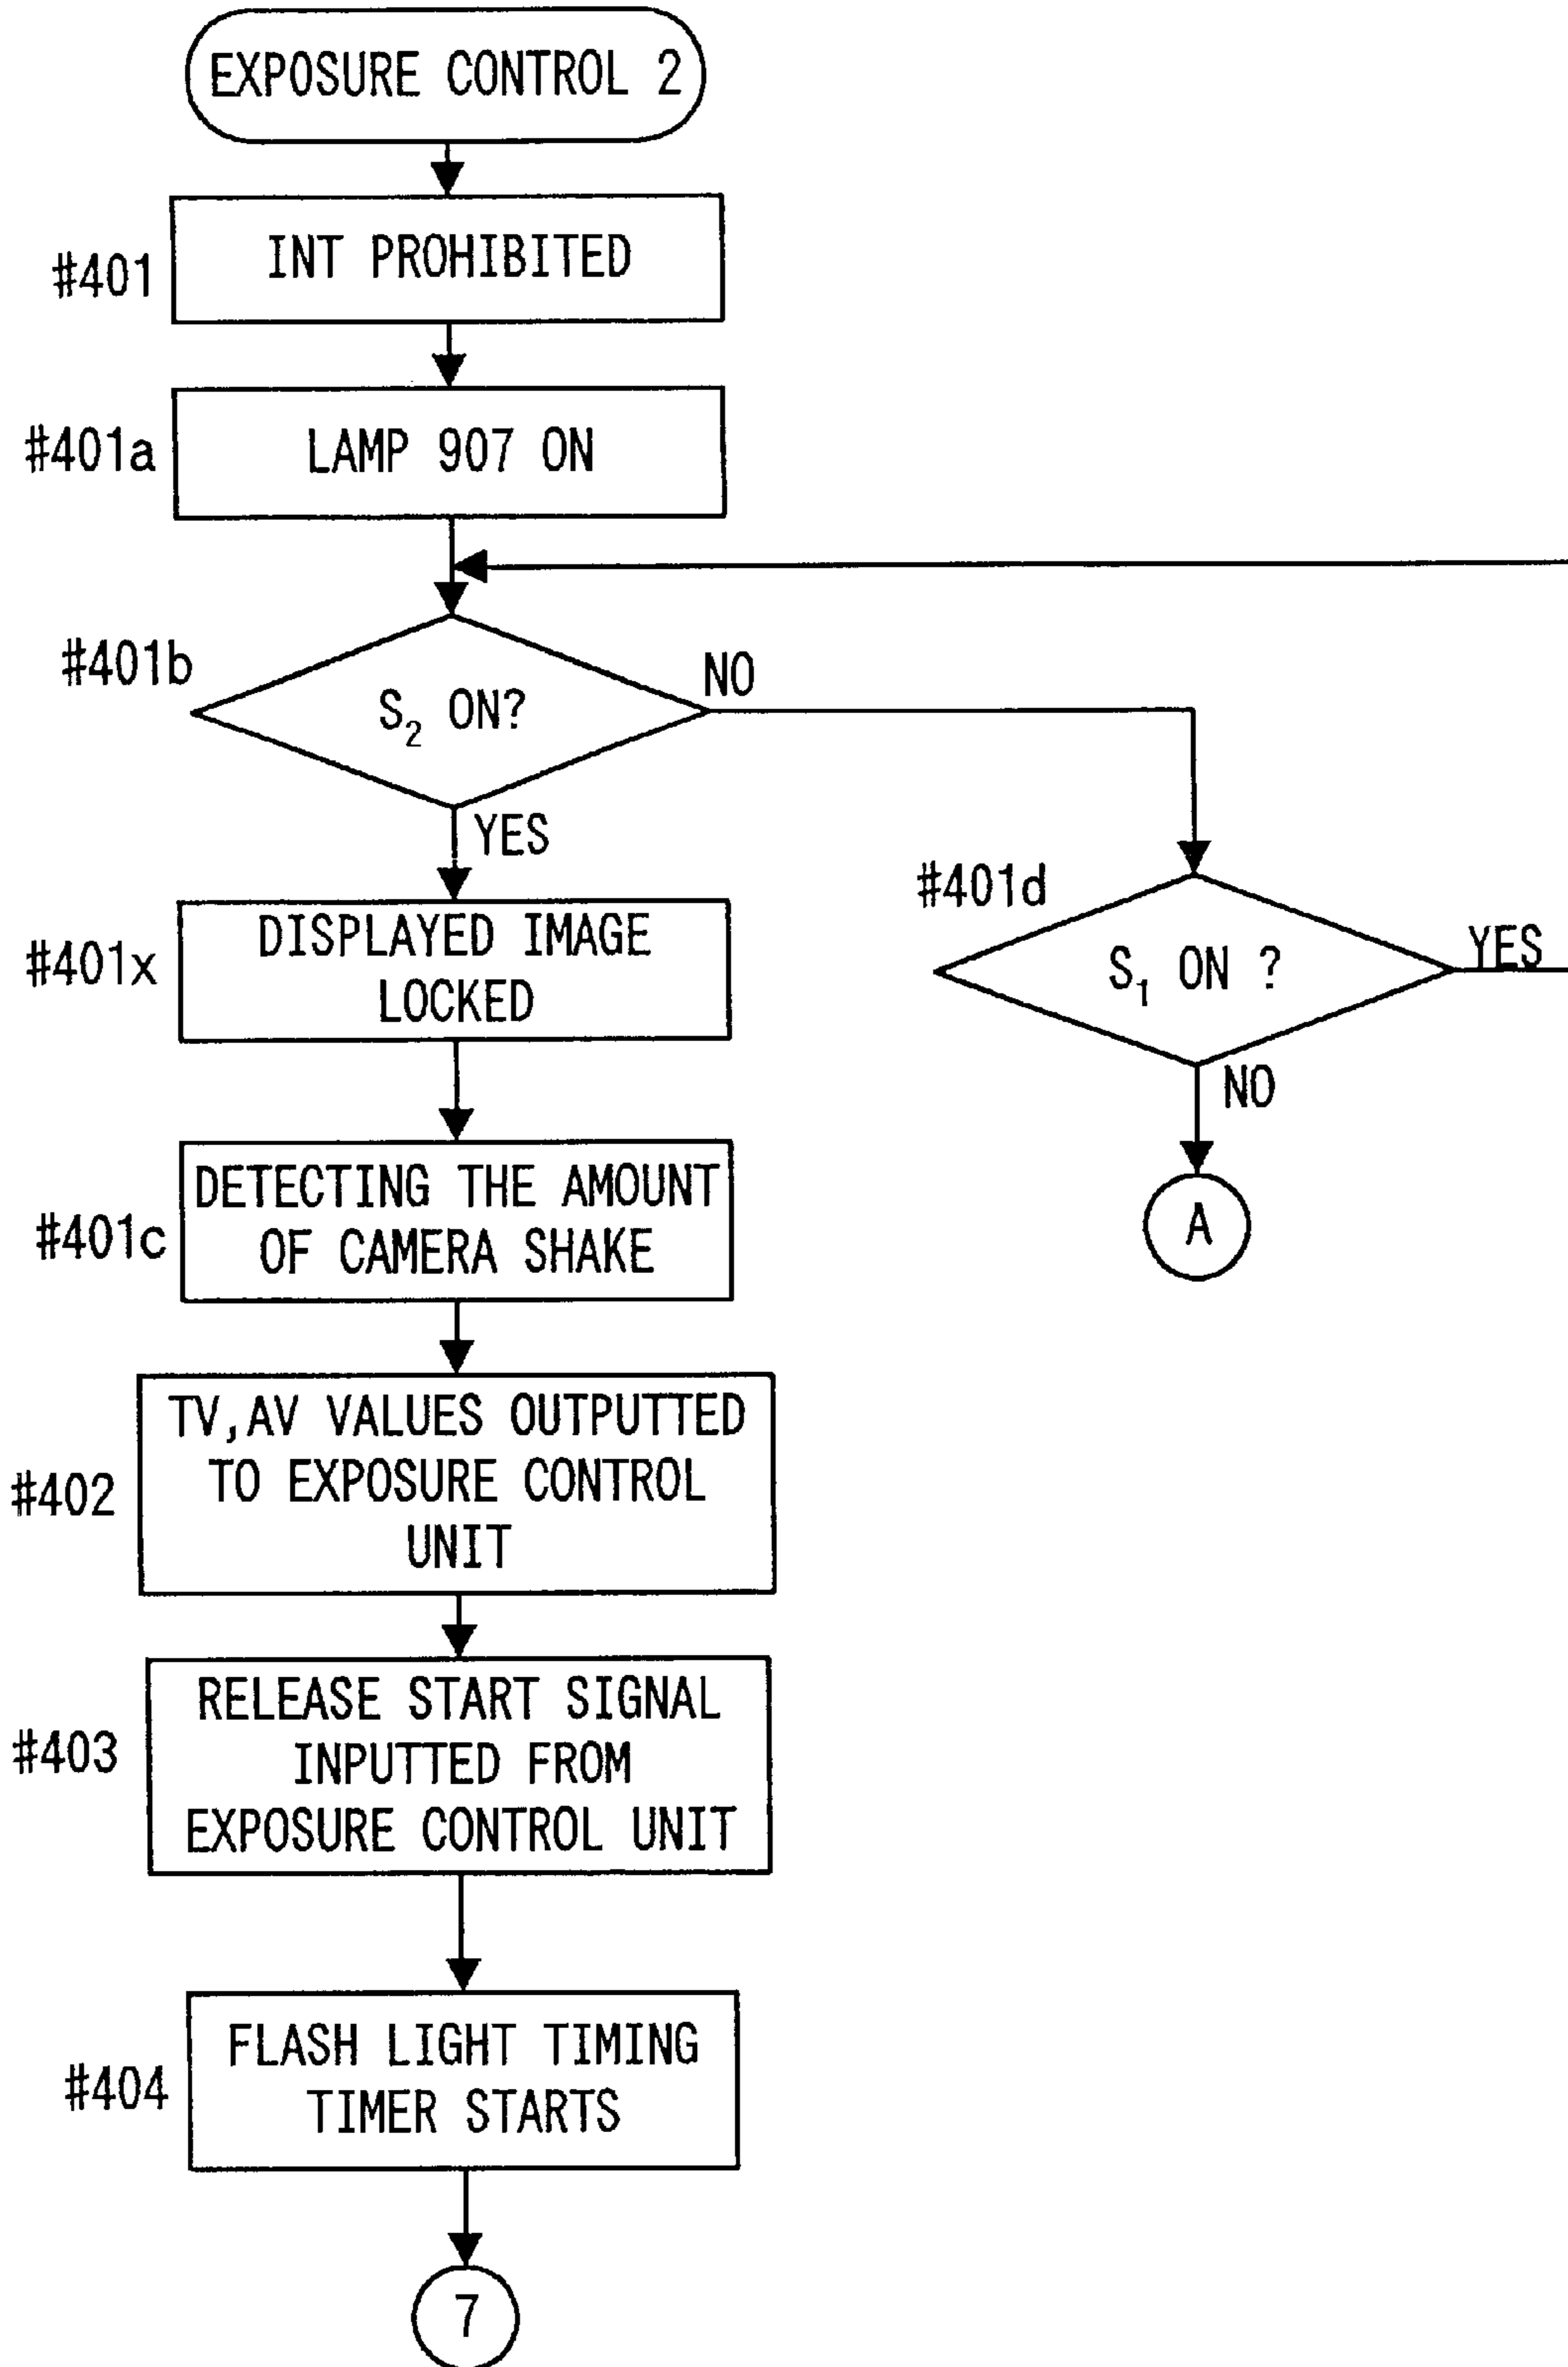 EXPOSURE CONTROL 2
#401
INT PROHIBITED
#401a
LAMP 907 ON
#401b
S2 ON?
NO
YES
#401x
DISPLAYED IMAGE
LOCKED
#401d
S1 ON ?
YES
NO
A
#401c
DETECTING THE AMOUNT
OF CAMERA SHAKE
#402
TV,AV VALUES OUTPUTTED
TO EXPOSURE CONTROL
UNIT
#403
RELEASE START SIGNAL
INPUTTED FROM
EXPOSURE CONTROL UNIT
#404
FLASH LIGHT TIMING
TIMER STARTS
7